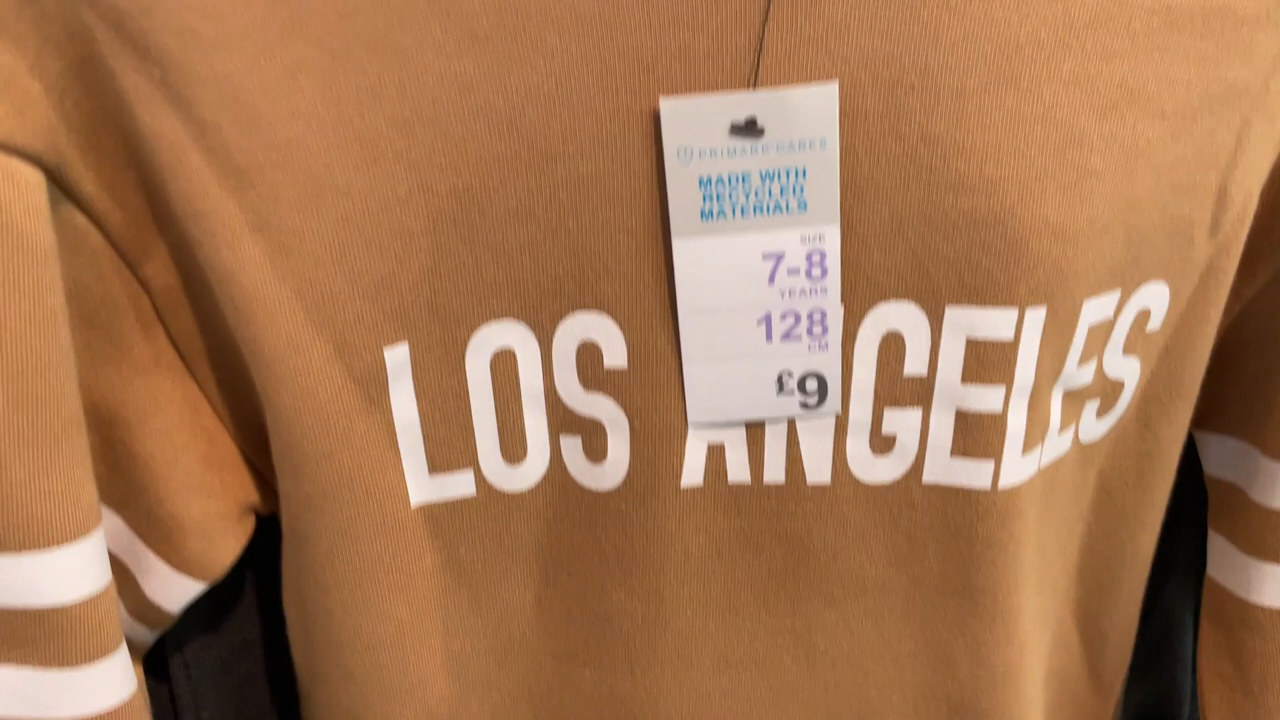 PRIMARK CARES
MADE WITH
RECYCLED
MATERIALS
SIZE
7-8
YEARS
128
CM
£9
LOS ANGELES